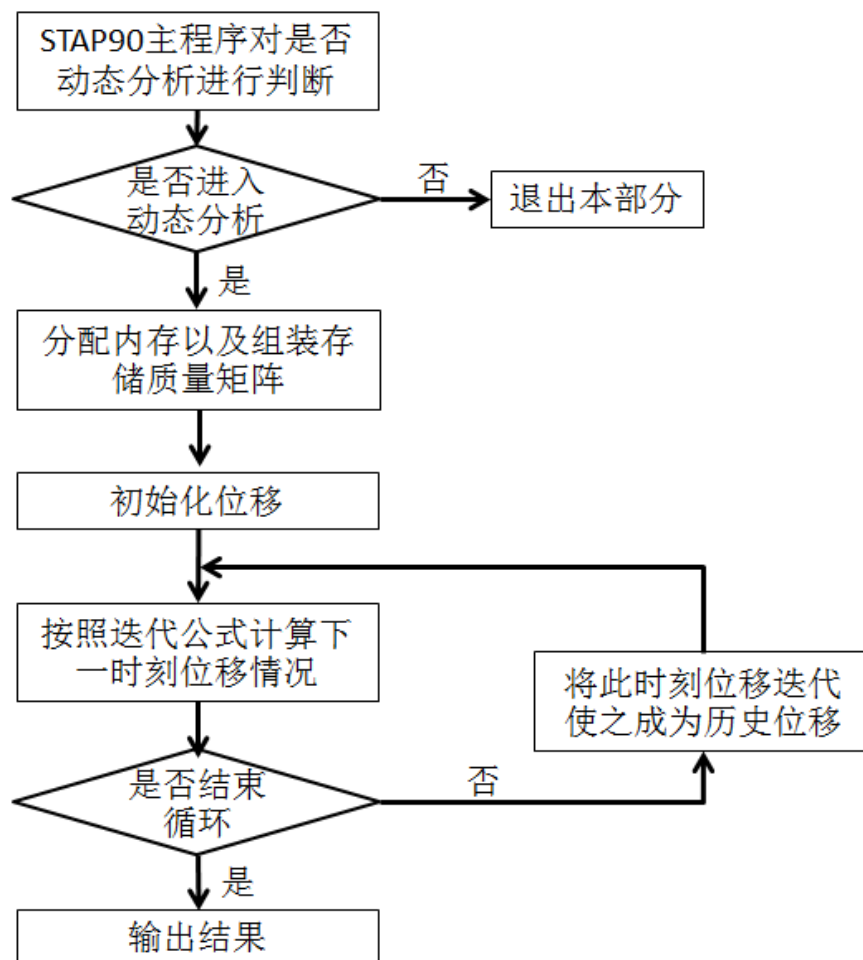 STAP90主程序对是否
动态分析进行判断
是否进入
动态分析
否
退出本部分
是
分配内存以及组装存
储质量矩阵
初始化位移
按照迭代公式计算下
一时刻位移情况
将此时刻位移迭代
使之成为历史位移
是否结束
循环
否
是
输出结果